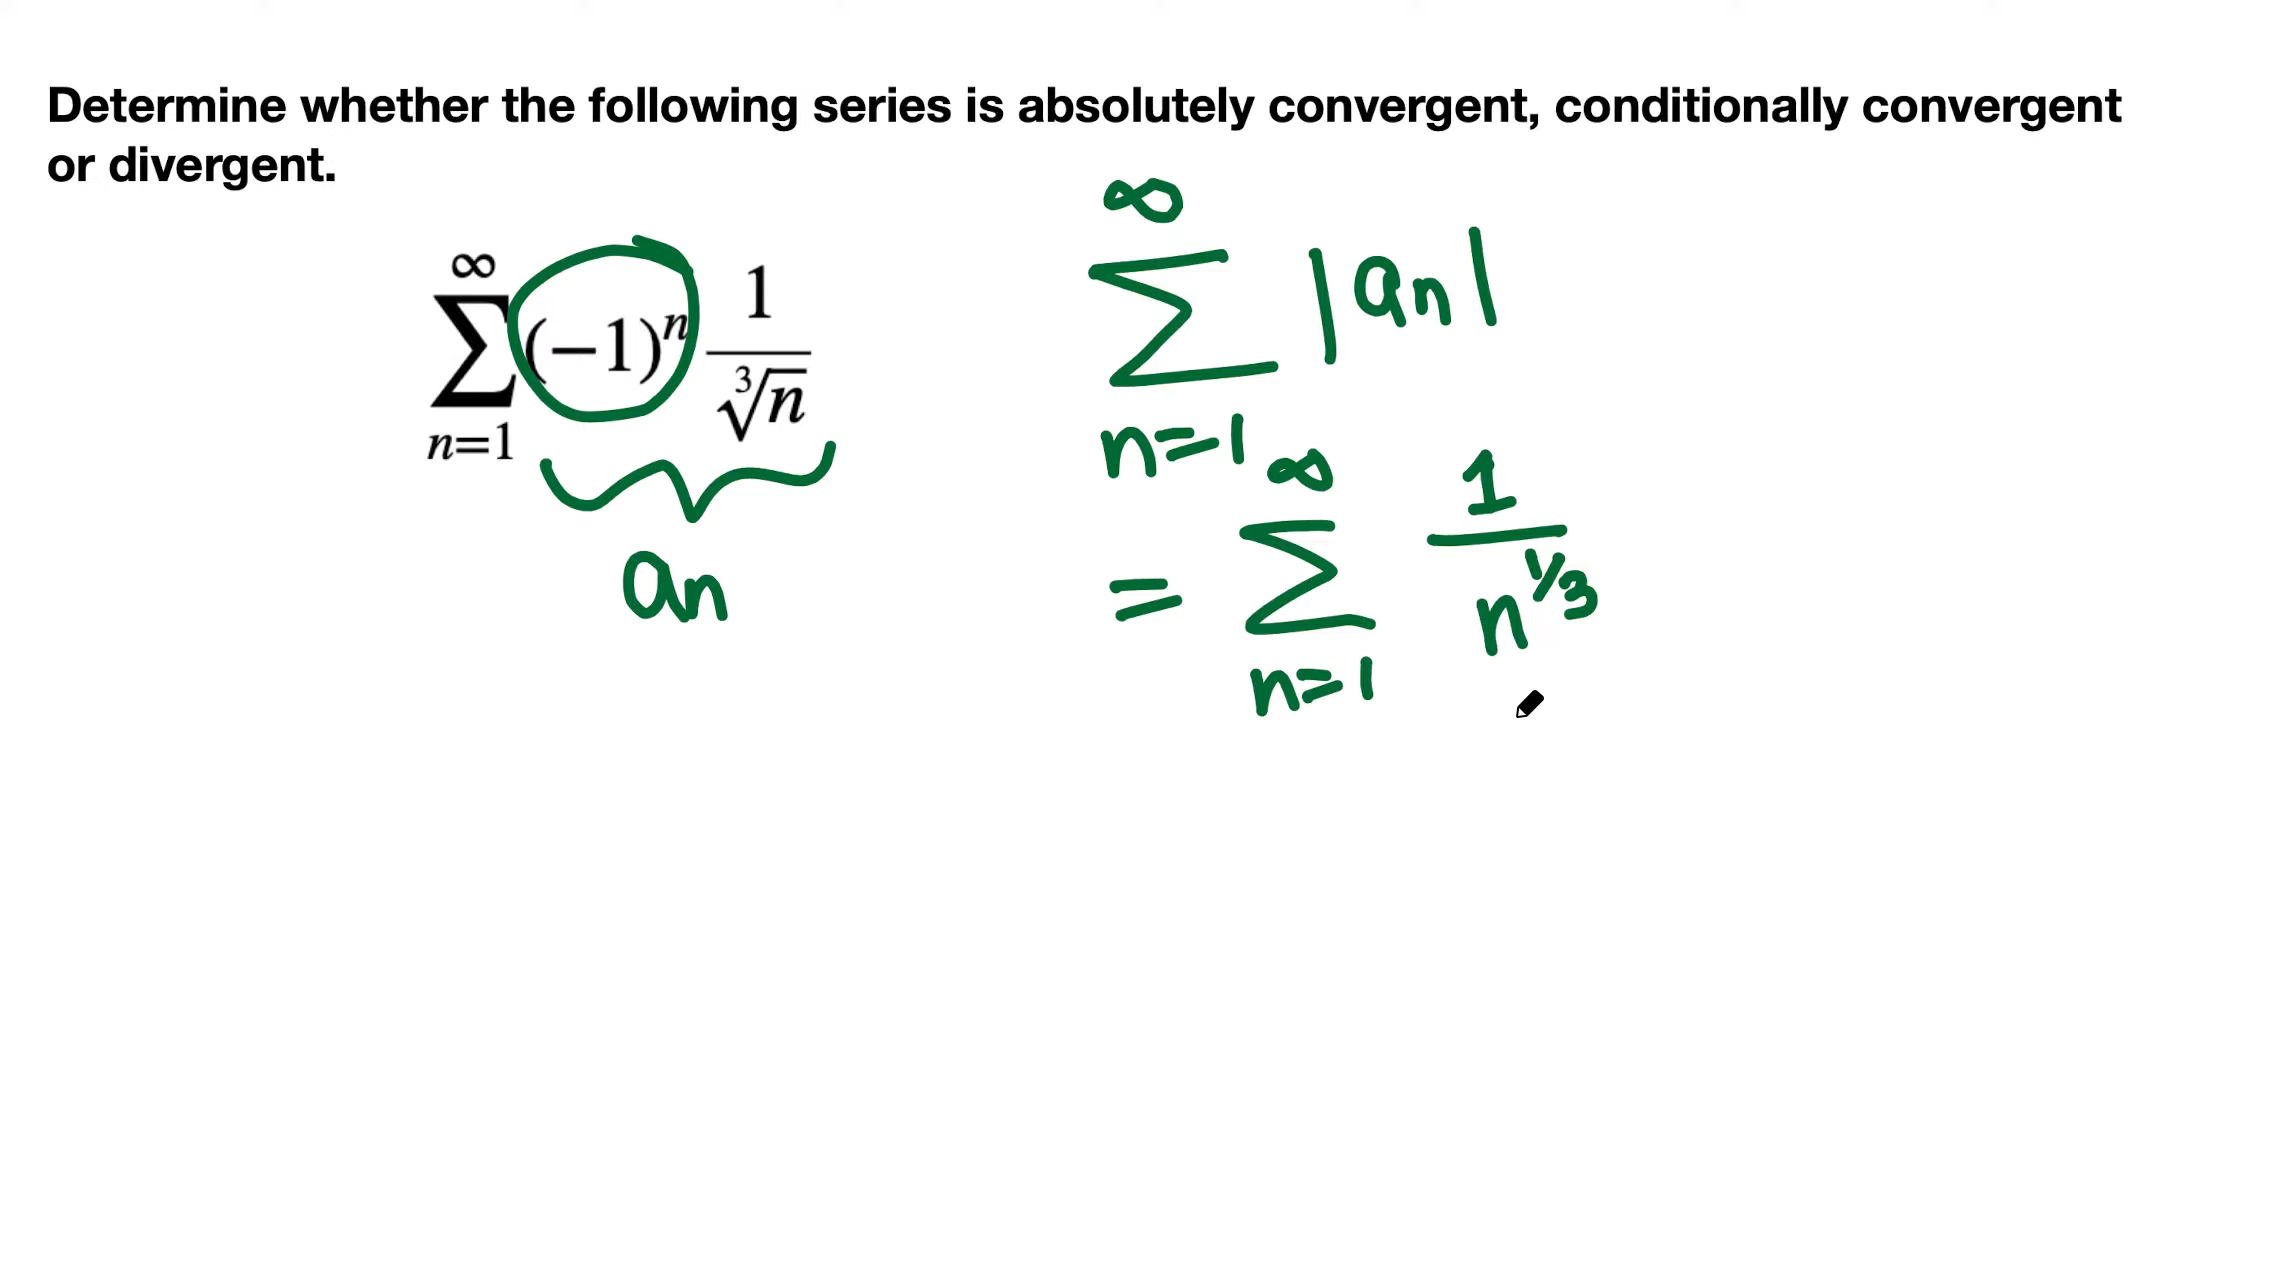 Determine whether the following series is absolutely convergent, conditionally convergent
or divergent.
∞
∑ (−1)ⁿ 1/∛n
n=1
an
∞
∑ |an|
n=1
∞
= ∑ 1/n^1/3
n=1